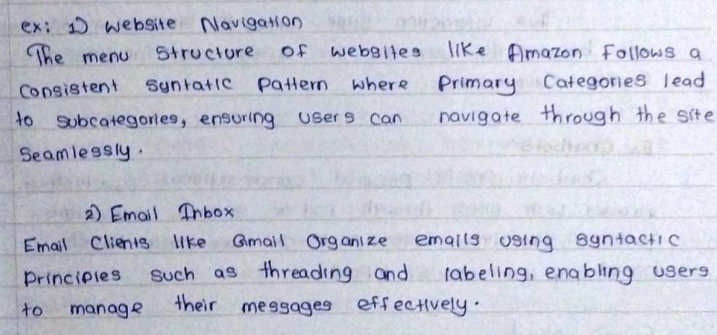 ex: 1) Website Navigation
The menu structure of websites like Amazon follows a
consistent syntatic pattern where primary categories lead
to subcategories, ensuring users can navigate through the site
seamlessly.
2) Email Inbox
Email clients like Gmail organize emails using syntactic
principles such as threading and labeling, enabling users
to manage their messages effectively.